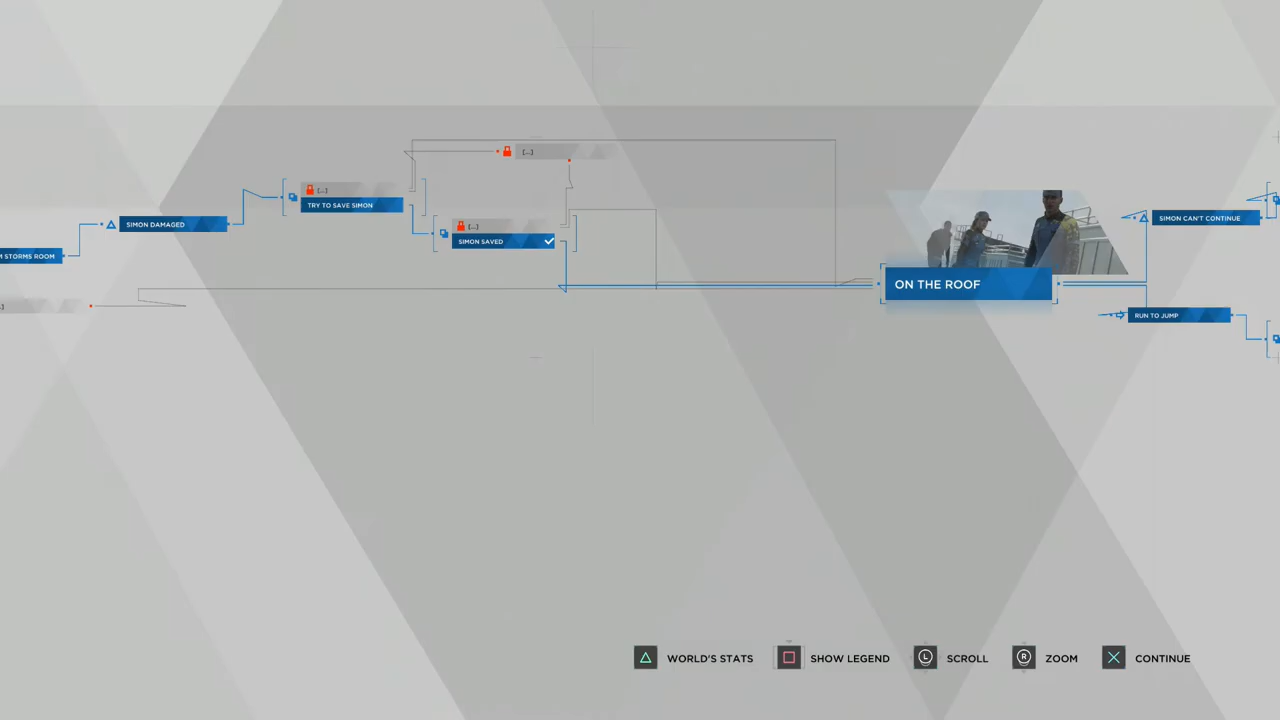 [...]
[...]
TRY TO SAVE SIMON
SIMON DAMAGED
[...]
SIMON SAVED
M STORMS ROOM
SIMON CAN'T CONTINUE
ON THE ROOF
RUN TO JUMP
WORLD'S STATS
SHOW LEGEND
L
SCROLL
R
ZOOM
CONTINUE